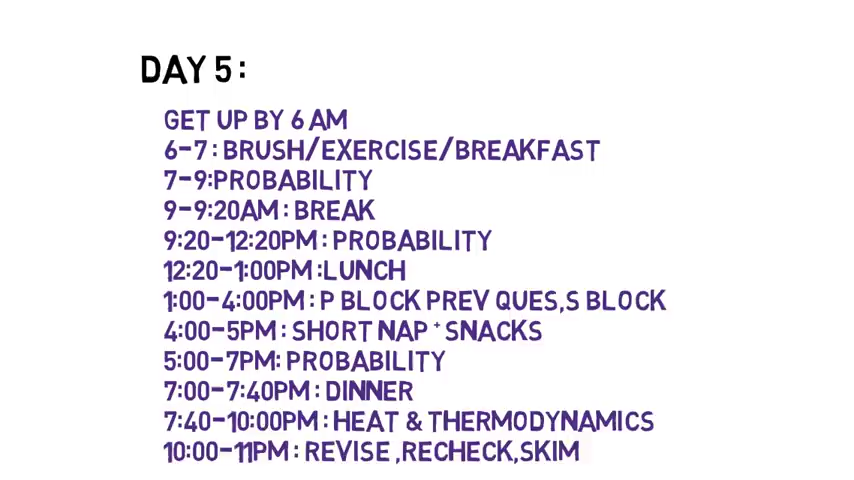 DAY 5:
GET UP BY 6 AM
6-7: BRUSH/EXERCISE/BREAKFAST
7-9:PROBABILITY
9-9:20AM: BREAK
9:20-12:20PM: PROBABILITY
12:20-1:00PM:LUNCH
1:00-4:00PM: P BLOCK PREV QUES,S BLOCK
4:00-5PM: SHORT NAP + SNACKS
5:00-7PM: PROBABILITY
7:00-7:40PM: DINNER
7:40-10:00PM: HEAT & THERMODYNAMICS
10:00-11PM: REVISE ,RECHECK,SKIM